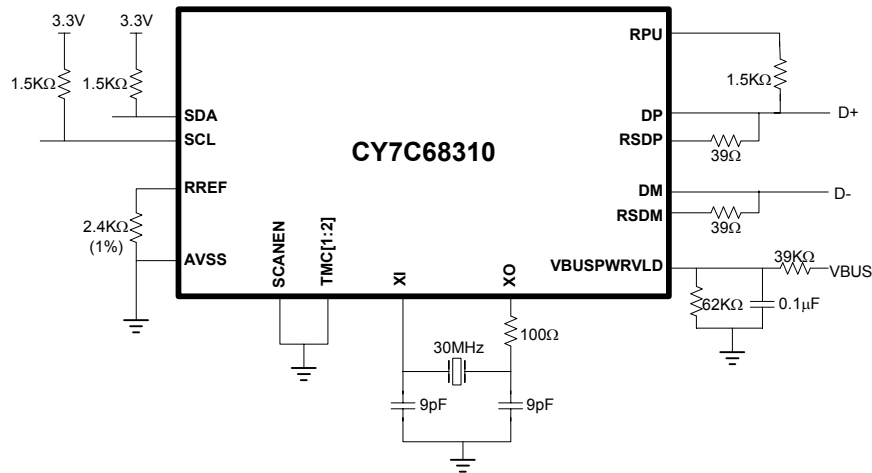 3.3V
3.3V
1.5KΩ
1.5KΩ
SDA
SCL
RREF
2.4KΩ
(1%)
AVSS
CY7C68310
SCANEN
TMC[1:2]
XI
XO
RPU
1.5KΩ
DP
D+
RSDP
39Ω
DM
D-
RSDM
39Ω
VBUSPWRVLD
39KΩ
VBUS
62KΩ
0.1μF
100Ω
30MHz
9pF
9pF